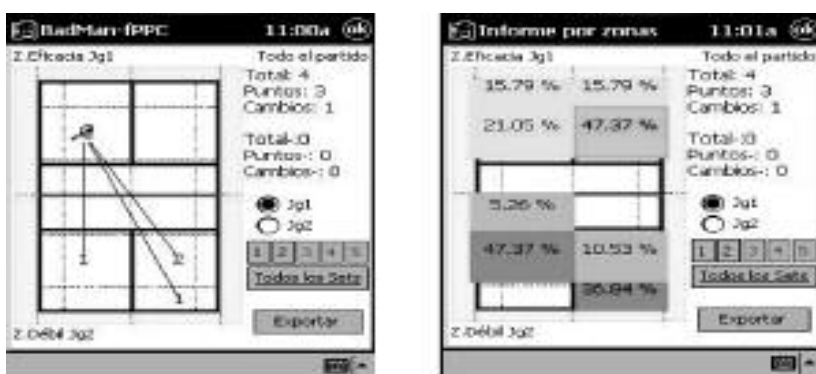 BadMan-fPPC 11:00a ok
Z.Eficacia Jg1 Todo el partido
Total: 4
Puntos: 3
Cambios: 1
Total-:0
Puntos-: 0
Cambios-: 0
Jg1
Jg2
1 2 3 4 5
Todos los Sets
Exportar
1 2
1
Z.Débil Jg2
Informe por zonas 11:01a ok
Z.Eficacia Jg1 Todo el partido
15.79 % 15.79 %
21.05 % 47.37 %
5.26 %
47.37 % 10.53 %
36.84 %
Total: 4
Puntos: 3
Cambios: 1
Total-:0
Puntos-: 0
Cambios-: 0
Jg1
Jg2
1 2 3 4 5
Todos los Sets
Exportar
Z.Débil Jg2